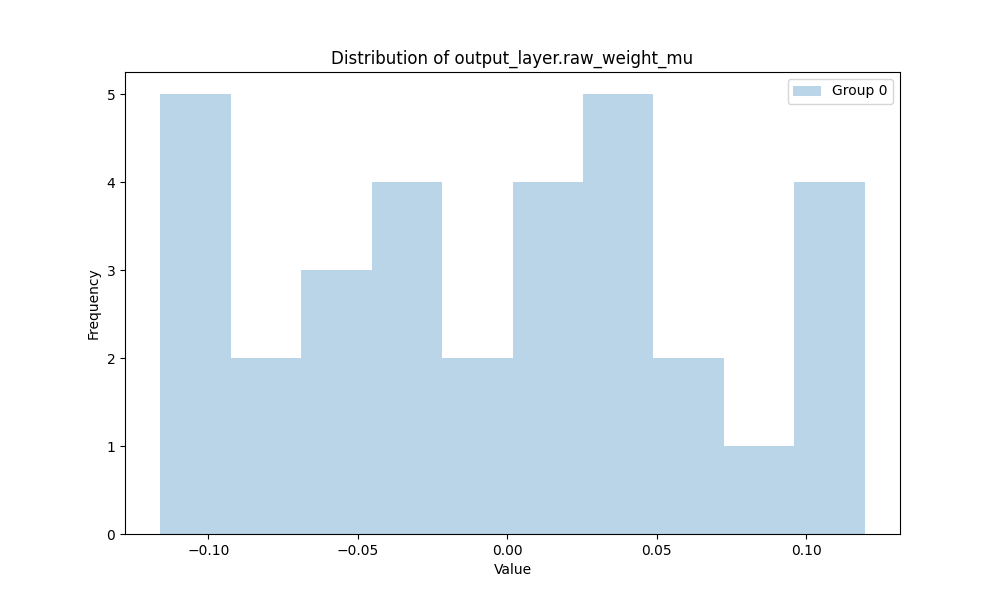 Distribution of output_layer.raw_weight_mu
Group 0
Frequency
5
4
3
2
1
0
−0.10
−0.05
0.00
0.05
0.10
Value